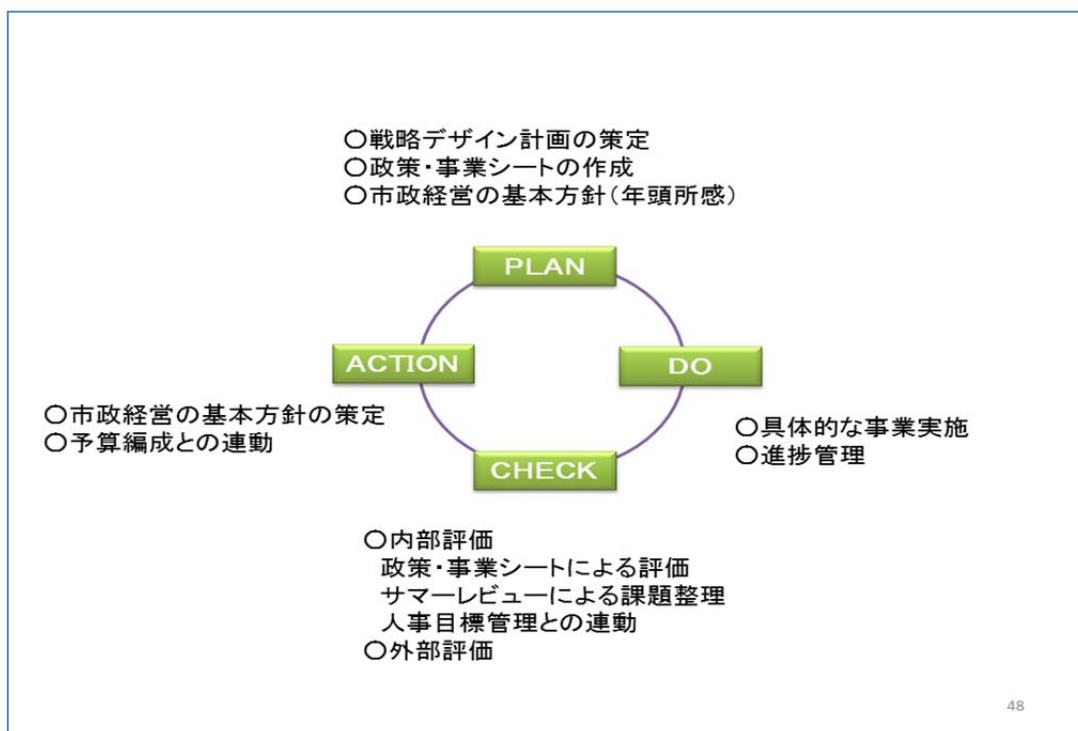 ○戦略デザイン計画の策定
○政策・事業シートの作成
○市政経営の基本方針(年頭所感)
PLAN
ACTION
DO
○市政経営の基本方針の策定
○予算編成との連動
○具体的な事業実施
○進捗管理
CHECK
○内部評価
政策・事業シートによる評価
サマーレビューによる課題整理
人事目標管理との連動
○外部評価
48